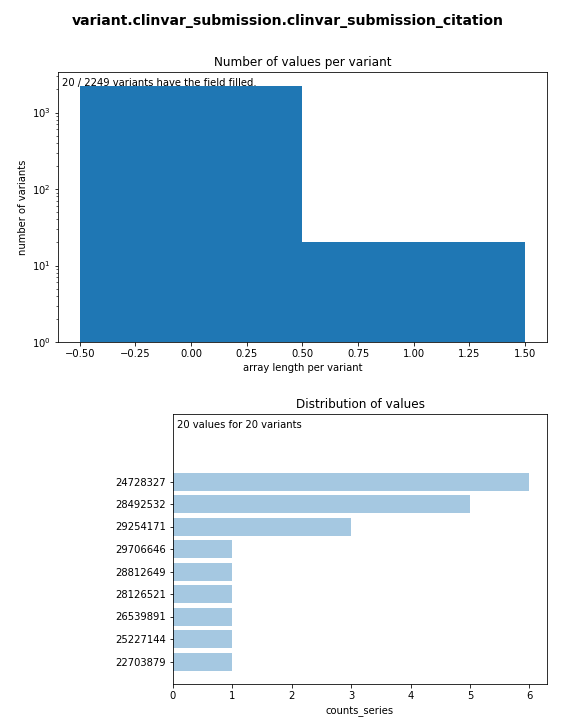 variant.clinvar_submission.clinvar_submission_citation
Number of values per variant
20 / 2249 variants have the field filled.
number of variants
10³
10²
10¹
10⁰
−0.50 −0.25 0.00 0.25 0.50 0.75 1.00 1.25 1.50
array length per variant
Distribution of values
20 values for 20 variants
24728327
28492532
29254171
29706646
28812649
28126521
26539891
25227144
22703879
0 1 2 3 4 5 6
counts_series